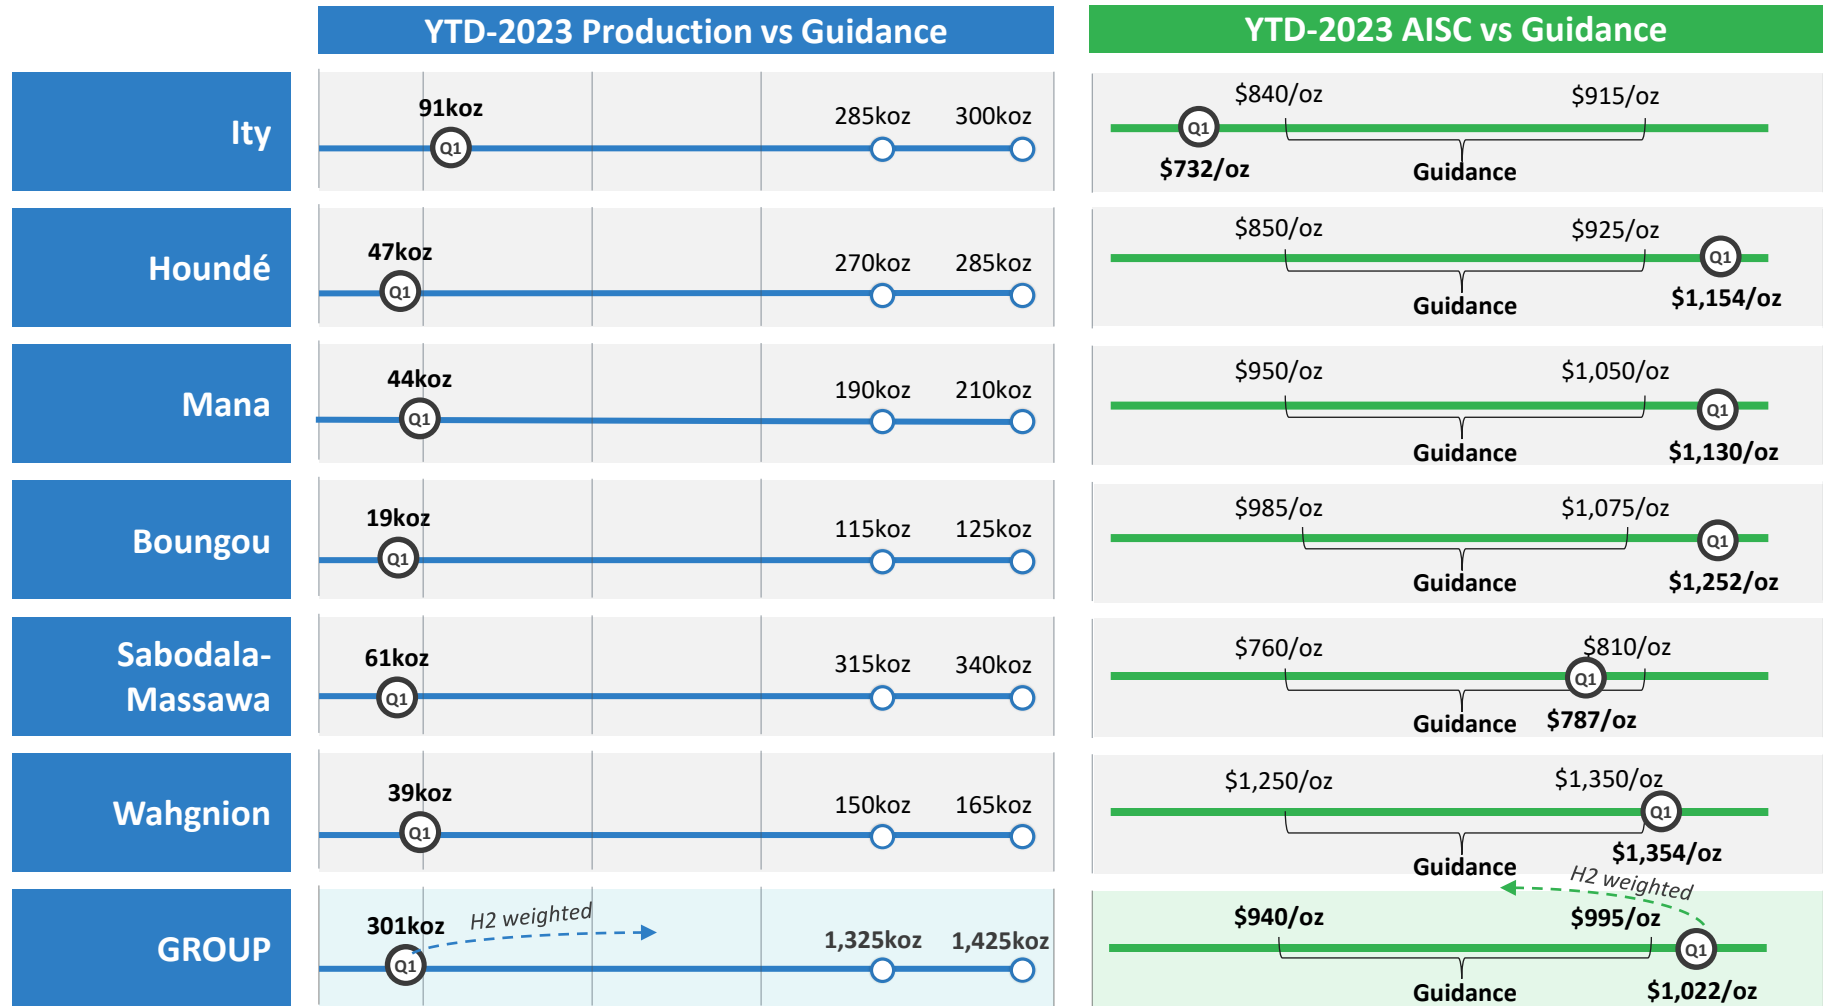 YTD-2023 Production vs Guidance
YTD-2023 AISC vs Guidance
Ity
91koz
Q1
285koz
300koz
$840/oz
$915/oz
Q1
$732/oz
Guidance
Houndé
47koz
Q1
270koz
285koz
$850/oz
$925/oz
Q1
Guidance
$1,154/oz
Mana
44koz
Q1
190koz
210koz
$950/oz
$1,050/oz
Q1
Guidance
$1,130/oz
Boungou
19koz
Q1
115koz
125koz
$985/oz
$1,075/oz
Q1
Guidance
$1,252/oz
Sabodala-
Massawa
61koz
Q1
315koz
340koz
$760/oz
$810/oz
Q1
Guidance
$787/oz
Wahgnion
39koz
Q1
150koz
165koz
$1,250/oz
$1,350/oz
Q1
Guidance
$1,354/oz
GROUP
301koz
Q1
H2 weighted
1,325koz
1,425koz
H2 weighted
$940/oz
$995/oz
Q1
Guidance
$1,022/oz